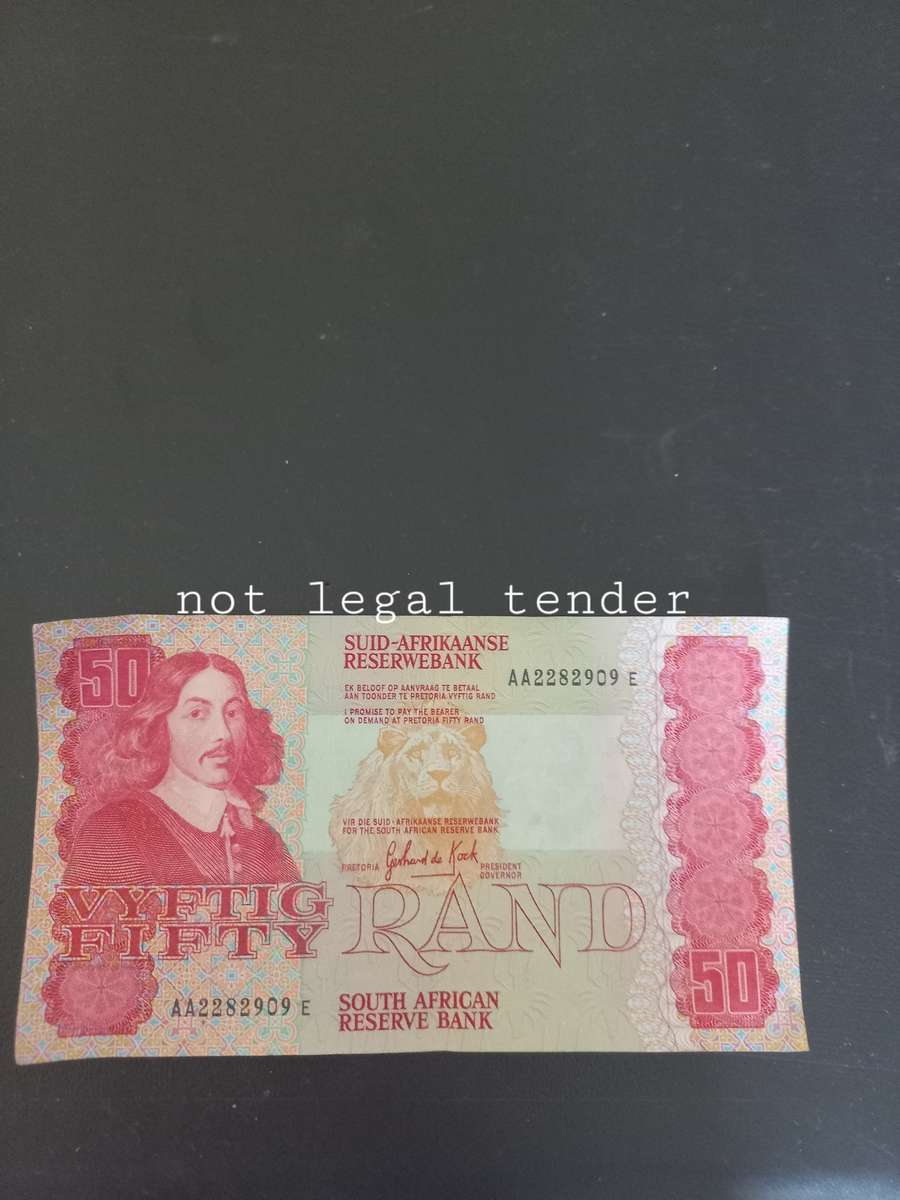 not legal tender
50
SUID-AFRIKAANSE
RESERWEBANK
AA2282909 E
EK BELOOF OP AANVRAAG TE BETAAL
AAN TOONDER TE PRETORIA VYFTIG RAND
I PROMISE TO PAY THE BEARER
ON DEMAND AT PRETORIA FIFTY RAND
VIR DIE SUID-AFRIKAANSE RESERWEBANK
FOR THE SOUTH AFRICAN RESERVE BANK
PRETORIA Gerhard de Kock PRESIDENT
GOVERNOR
VYFTIG
FIFTY
RAND
50
AA2282909 E
SOUTH AFRICAN
RESERVE BANK